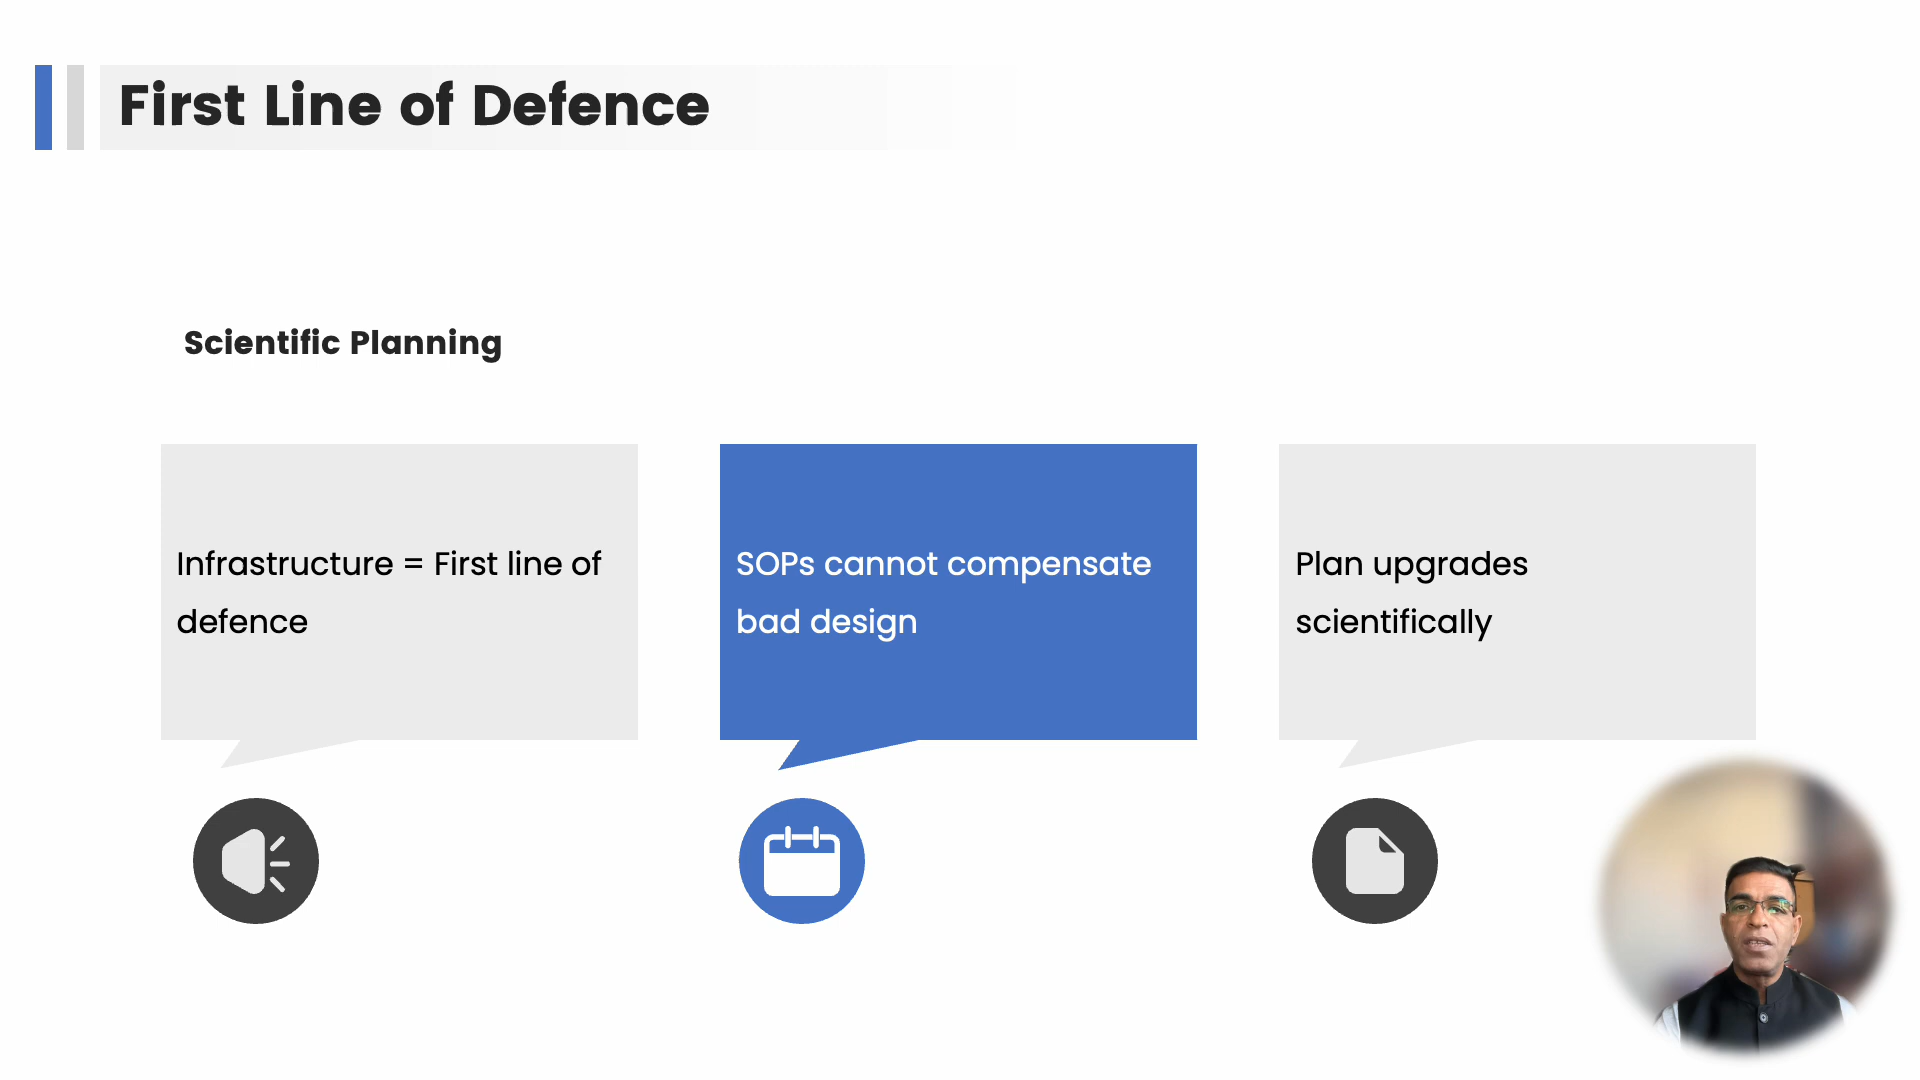 First Line of Defence
Scientific Planning
Infrastructure = First line of
defence
SOPs cannot compensate
bad design
Plan upgrades
scientifically